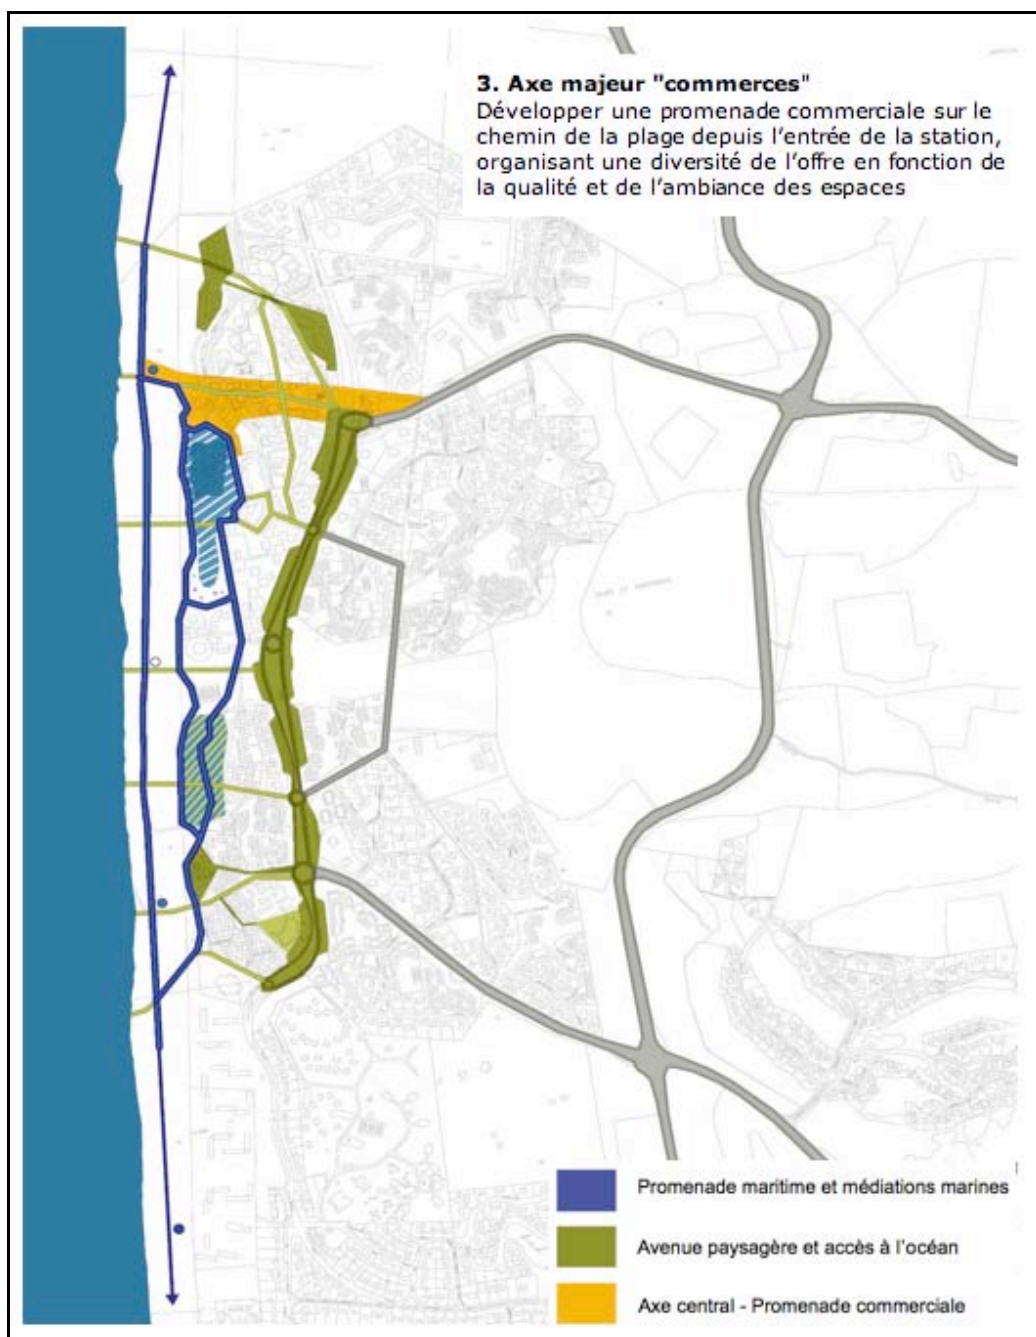 3. Axe majeur "commerces"
Développer une promenade commerciale sur le
chemin de la plage depuis l'entrée de la station,
organisant une diversité de l'offre en fonction de
la qualité et de l'ambiance des espaces
Promenade maritime et médiations marines
Avenue paysagère et accès à l'océan
Axe central - Promenade commerciale